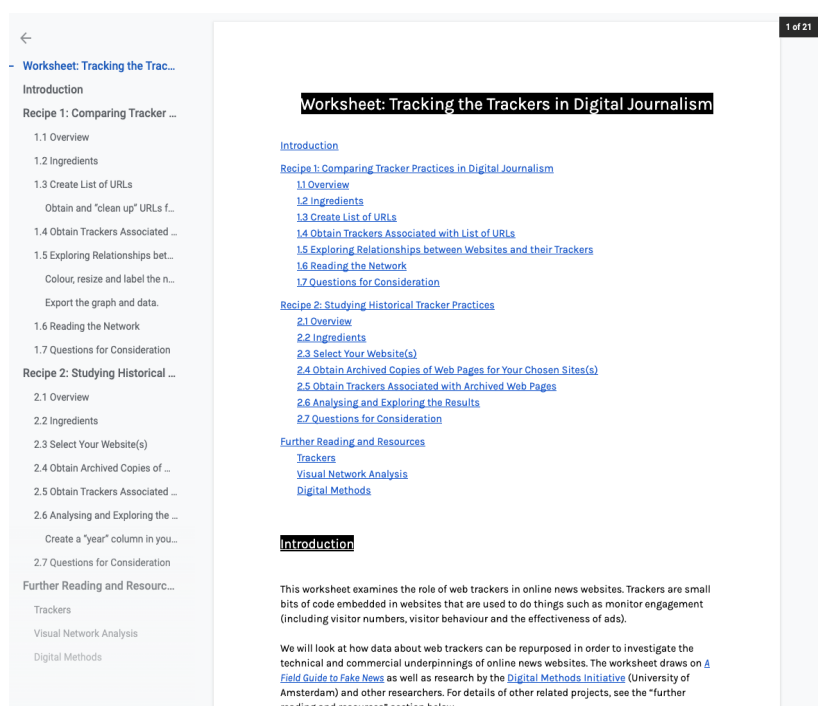 1 of 21
Worksheet: Tracking the Trac...
Introduction
Recipe 1: Comparing Tracker ...
1.1 Overview
1.2 Ingredients
1.3 Create List of URLs
Obtain and “clean up” URLs f...
1.4 Obtain Trackers Associated ...
1.5 Exploring Relationships bet...
Colour, resize and label the n...
Export the graph and data.
1.6 Reading the Network
1.7 Questions for Consideration
Recipe 2: Studying Historical ...
2.1 Overview
2.2 Ingredients
2.3 Select Your Website(s)
2.4 Obtain Archived Copies of ...
2.5 Obtain Trackers Associated ...
2.6 Analysing and Exploring the ...
Create a “year” column in you...
2.7 Questions for Consideration
Further Reading and Resourc...
Trackers
Visual Network Analysis
Digital Methods
Worksheet: Tracking the Trackers in Digital Journalism
Introduction
Recipe 1: Comparing Tracker Practices in Digital Journalism
1.1 Overview
1.2 Ingredients
1.3 Create List of URLs
1.4 Obtain Trackers Associated with List of URLs
1.5 Exploring Relationships between Websites and their Trackers
1.6 Reading the Network
1.7 Questions for Consideration
Recipe 2: Studying Historical Tracker Practices
2.1 Overview
2.2 Ingredients
2.3 Select Your Website(s)
2.4 Obtain Archived Copies of Web Pages for Your Chosen Sites(s)
2.5 Obtain Trackers Associated with Archived Web Pages
2.6 Analysing and Exploring the Results
2.7 Questions for Consideration
Further Reading and Resources
Trackers
Visual Network Analysis
Digital Methods
Introduction
This worksheet examines the role of web trackers in online news websites. Trackers are small
bits of code embedded in websites that are used to do things such as monitor engagement
(including visitor numbers, visitor behaviour and the effectiveness of ads).
We will look at how data about web trackers can be repurposed in order to investigate the
technical and commercial underpinnings of online news websites. The worksheet draws on A
Field Guide to Fake News as well as research by the Digital Methods Initiative (University of
Amsterdam) and other researchers. For details of other related projects, see the “further
reading and resources” section below.